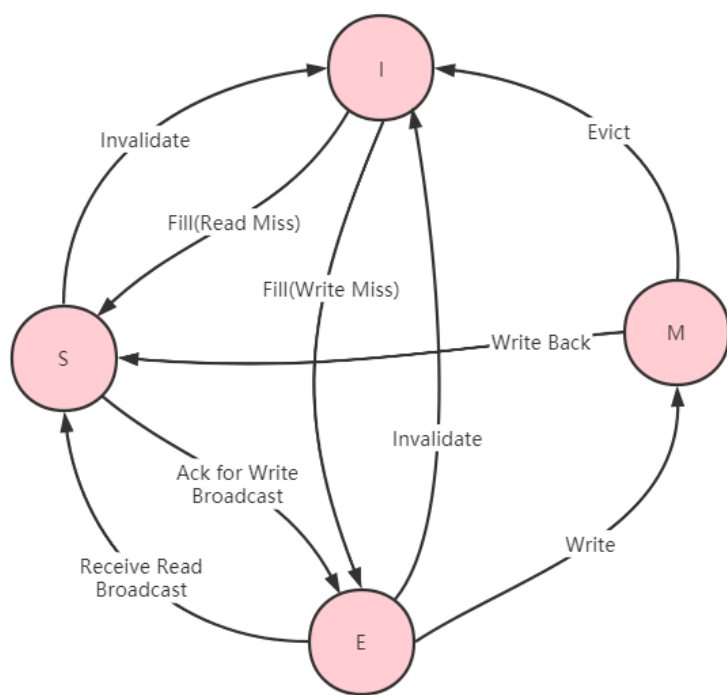 I
Invalidate
Evict
Fill(Read Miss)
Fill(Write Miss)
M
Write Back
S
Invalidate
Ack for Write
Broadcast
Write
Receive Read
Broadcast
E